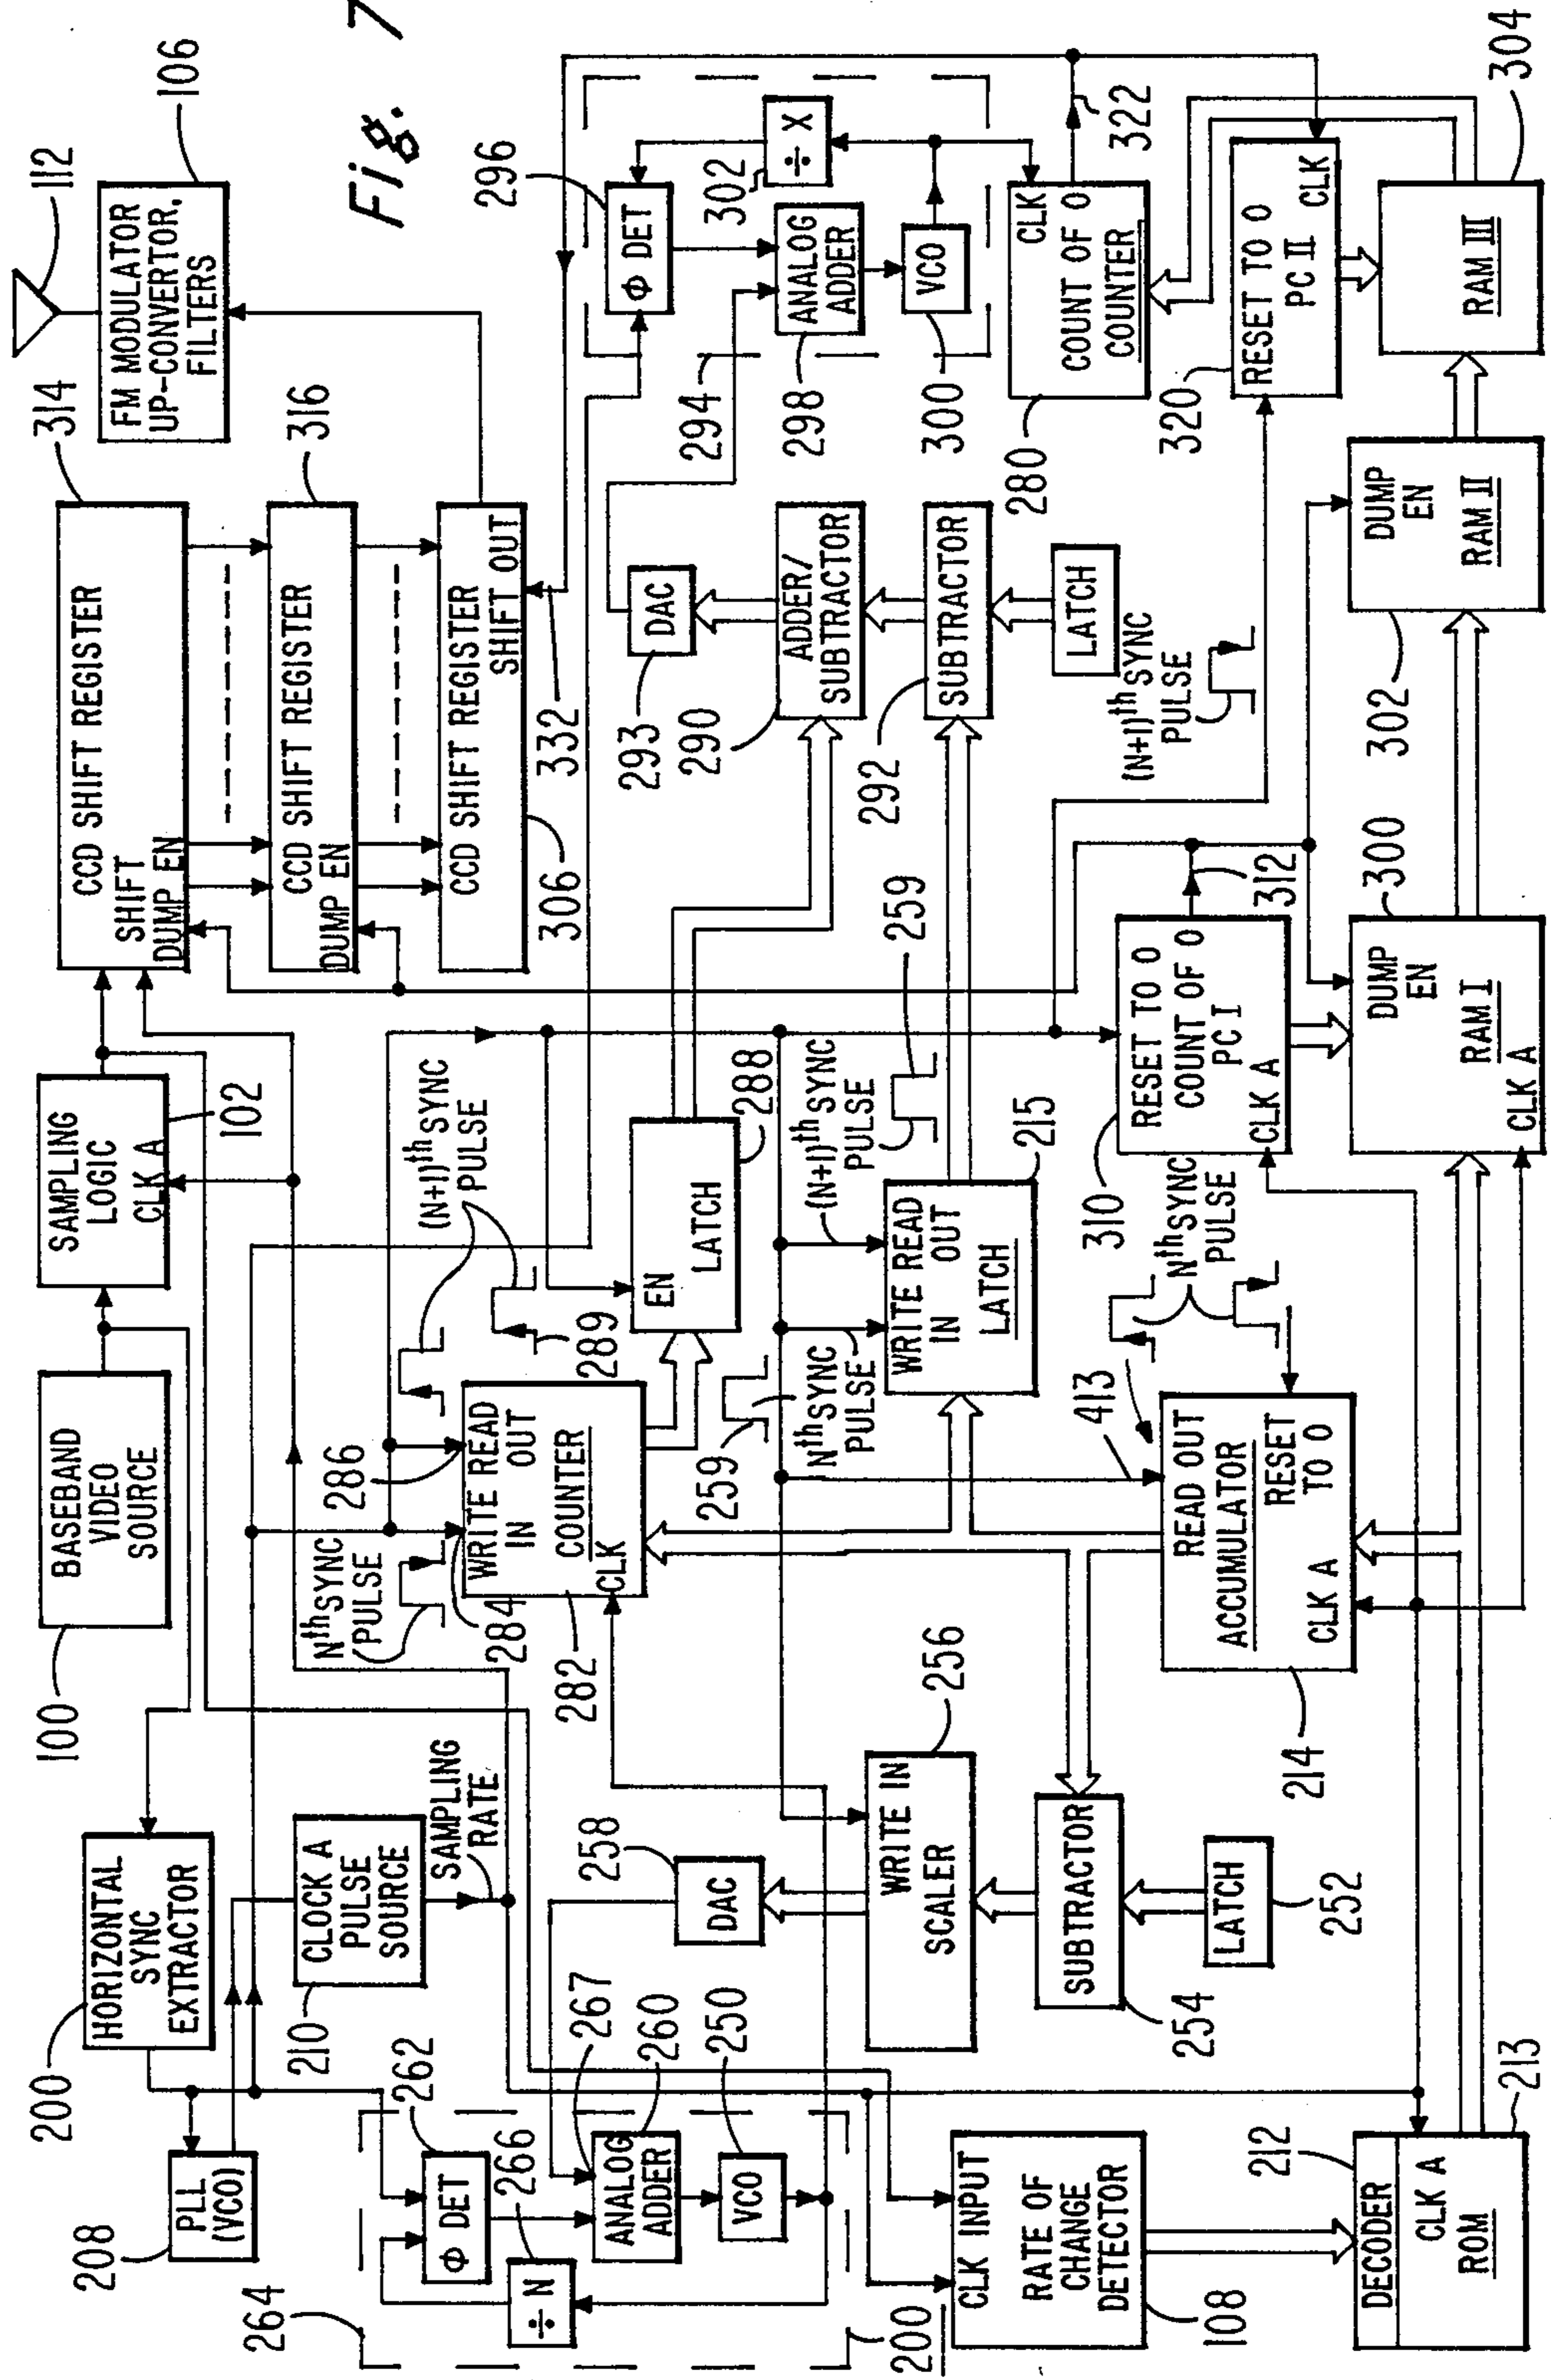 Fig. 7
112
106
FM MODULATOR
UP-CONVERTOR,
FILTERS
314
CCD SHIFT REGISTER
SHIFT
DUMP EN
316
CCD
SHIFT REGISTER
DUMP EN
CCD
SHIFT REGISTER
SHIFT OUT
306
332
SAMPLING
LOGIC
CLK A
102
BASEBAND
VIDEO
SOURCE
100
HORIZONTAL
SYNC
EXTRACTOR
200
PLL
(VCO)
208
CLOCK A
PULSE
SOURCE
210
SAMPLING
RATE
264
262
Φ DET
266
÷ N
267
ANALOG
ADDER
260
VCO
250
200
258
DAC
256
WRITE IN
SCALER
SUBTRACTOR
254
LATCH
252
CLK INPUT
RATE OF
CHANGE
DETECTOR
108
212
DECODER
CLK A
ROM
213
Nth SYNC
PULSE
284
286
(N+1)th SYNC
PULSE
WRITE READ
IN OUT
COUNTER
CLK
282
289
EN
LATCH
288
259
Nth SYNC
PULSE
(N+1)th SYNC
PULSE
259
WRITE READ
IN OUT
LATCH
215
413
Nth SYNC
PULSE
READ OUT
ACCUMULATOR
RESET
TO 0
CLK A
214
310
RESET TO 0
COUNT OF 0
PC I
CLK A
312
300
DUMP
EN
RAM I
CLK A
302
DUMP
EN
RAM II
304
RAM III
293
DAC
290
ADDER/
SUBTRACTOR
292
SUBTRACTOR
LATCH
(N+1)th SYNC
PULSE
296
Φ DET
302
÷ X
294
298
ANALOG
ADDER
300
VCO
280
CLK
COUNT OF 0
COUNTER
322
320
RESET TO 0
PC II
CLK